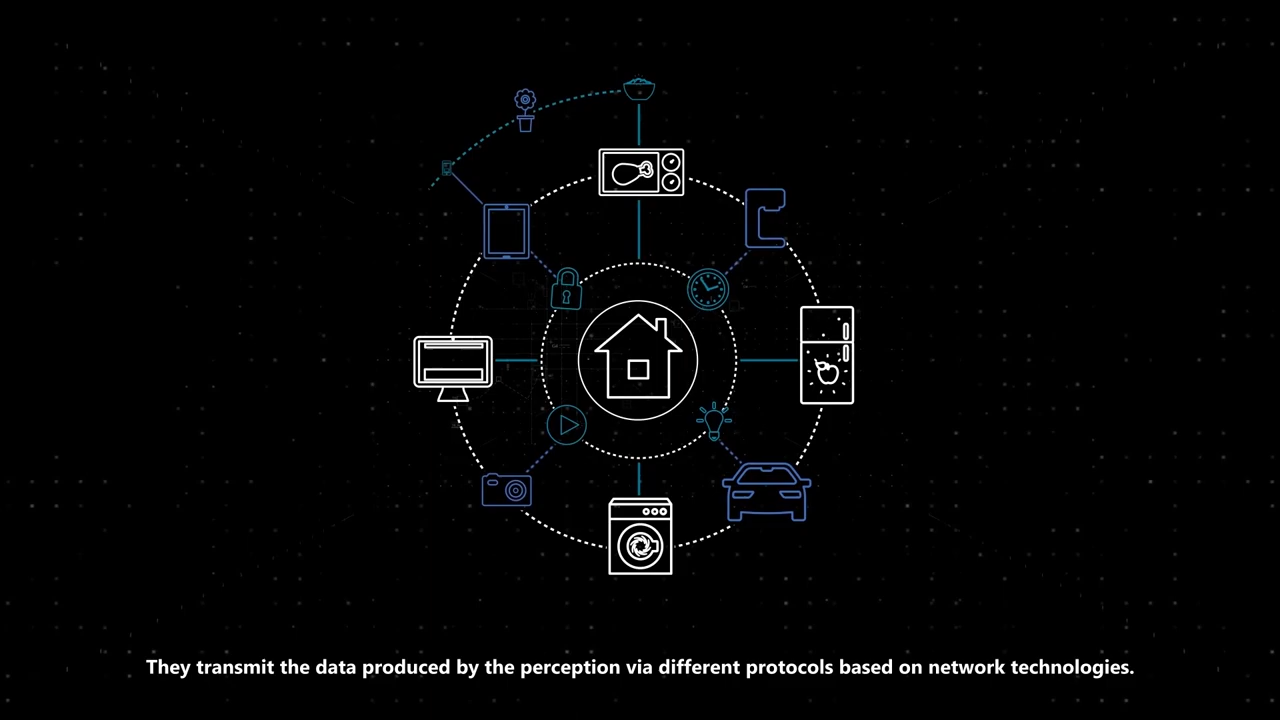 They transmit the data produced by the perception via different protocols based on network technologies.